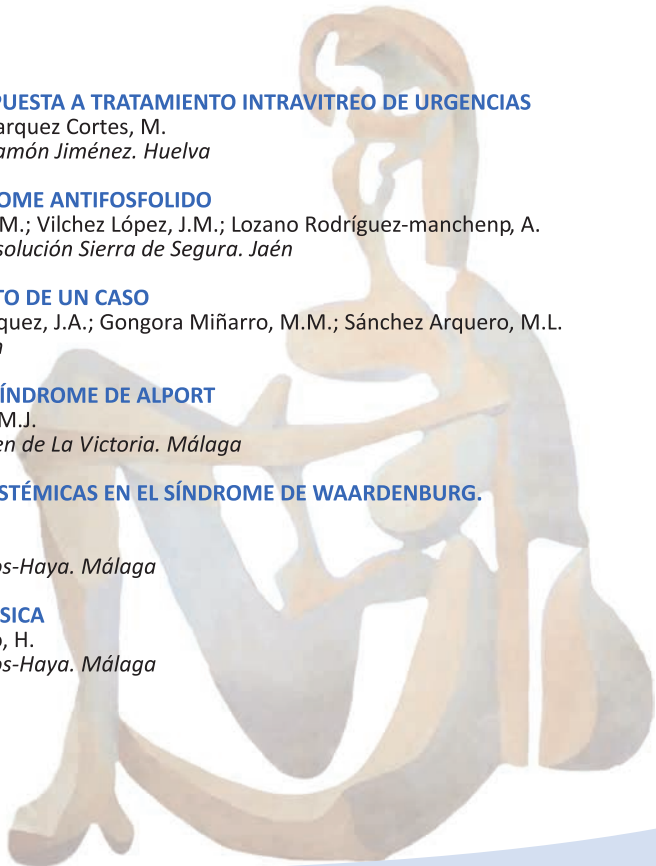 PUESTA A TRATAMIENTO INTRAVITREO DE URGENCIAS
arquez Cortes, M.
amón Jiménez. Huelva
OME ANTIFOSFOLIDO
M.; Vilchez López, J.M.; Lozano Rodríguez-manchenp, A.
solución Sierra de Segura. Jaén
TO DE UN CASO
quez, J.A.; Gongora Miñarro, M.M.; Sánchez Arquero, M.L.
n
ÍNDROME DE ALPORT
M.J.
en de La Victoria. Málaga
STÉMICAS EN EL SÍNDROME DE WAARDENBURG.
os-Haya. Málaga
SICA
o, H.
os-Haya. Málaga